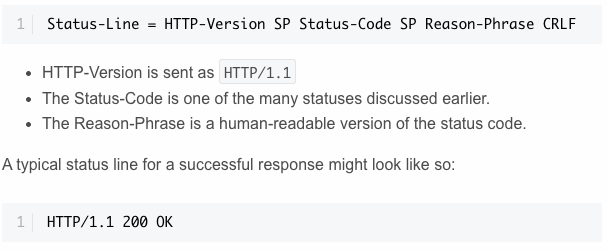 1 Status-Line = HTTP-Version SP Status-Code SP Reason-Phrase CRLF
• HTTP-Version is sent as HTTP/1.1
• The Status-Code is one of the many statuses discussed earlier.
• The Reason-Phrase is a human-readable version of the status code.
A typical status line for a successful response might look like so:
1 HTTP/1.1 200 OK